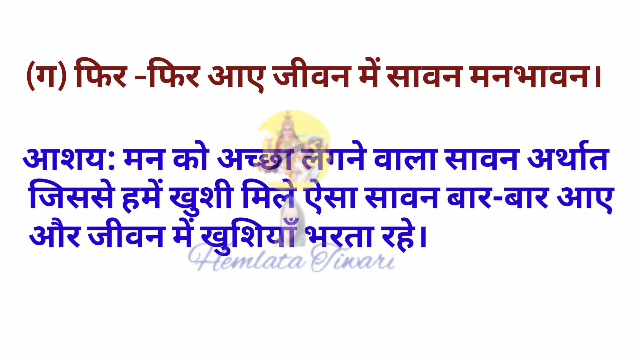 (ग) फिर –फिर आए जीवन में सावन मनभावन।
आशय: मन को अच्छा लगने वाला सावन अर्थात
जिससे हमें खुशी मिले ऐसा सावन बार-बार आए
और जीवन में खुशियाँ भरता रहे।
Hemlata Tiwari